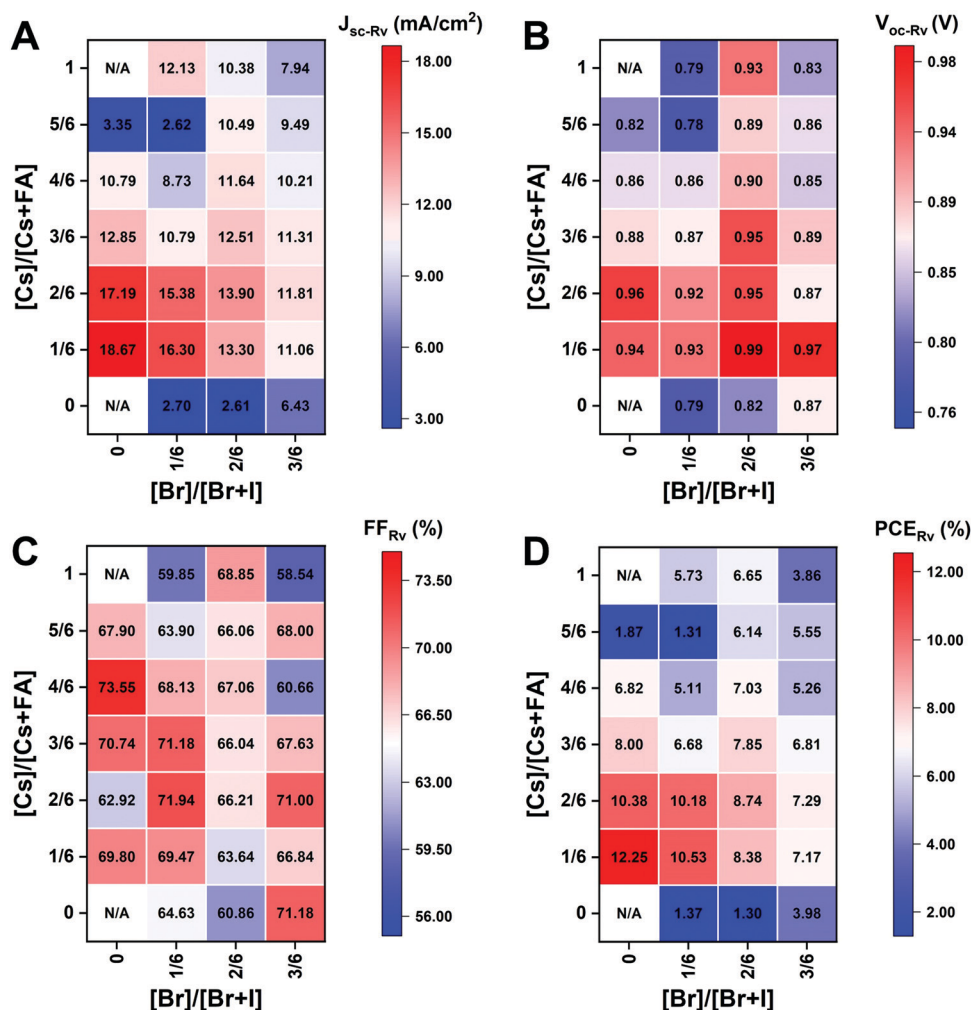 A
J_sc-Rv (mA/cm²)
1 N/A 12.13 10.38 7.94
5/6 3.35 2.62 10.49 9.49
4/6 10.79 8.73 11.64 10.21
3/6 12.85 10.79 12.51 11.31
2/6 17.19 15.38 13.90 11.81
1/6 18.67 16.30 13.30 11.06
0 N/A 2.70 2.61 6.43
0 1/6 2/6 3/6
[Br]/[Br+I]
[Cs]/[Cs+FA]
18.00
15.00
12.00
9.00
6.00
3.00
B
V_oc-Rv (V)
1 N/A 0.79 0.93 0.83
5/6 0.82 0.78 0.89 0.86
4/6 0.86 0.86 0.90 0.85
3/6 0.88 0.87 0.95 0.89
2/6 0.96 0.92 0.95 0.87
1/6 0.94 0.93 0.99 0.97
0 N/A 0.79 0.82 0.87
0 1/6 2/6 3/6
[Br]/[Br+I]
[Cs]/[Cs+FA]
0.98
0.94
0.89
0.85
0.80
0.76
C
FF_Rv (%)
1 N/A 59.85 68.85 58.54
5/6 67.90 63.90 66.06 68.00
4/6 73.55 68.13 67.06 60.66
3/6 70.74 71.18 66.04 67.63
2/6 62.92 71.94 66.21 71.00
1/6 69.80 69.47 63.64 66.84
0 N/A 64.63 60.86 71.18
0 1/6 2/6 3/6
[Br]/[Br+I]
[Cs]/[Cs+FA]
73.50
70.00
66.50
63.00
59.50
56.00
D
PCE_Rv (%)
1 N/A 5.73 6.65 3.86
5/6 1.87 1.31 6.14 5.55
4/6 6.82 5.11 7.03 5.26
3/6 8.00 6.68 7.85 6.81
2/6 10.38 10.18 8.74 7.29
1/6 12.25 10.53 8.38 7.17
0 N/A 1.37 1.30 3.98
0 1/6 2/6 3/6
[Br]/[Br+I]
[Cs]/[Cs+FA]
12.00
10.00
8.00
6.00
4.00
2.00